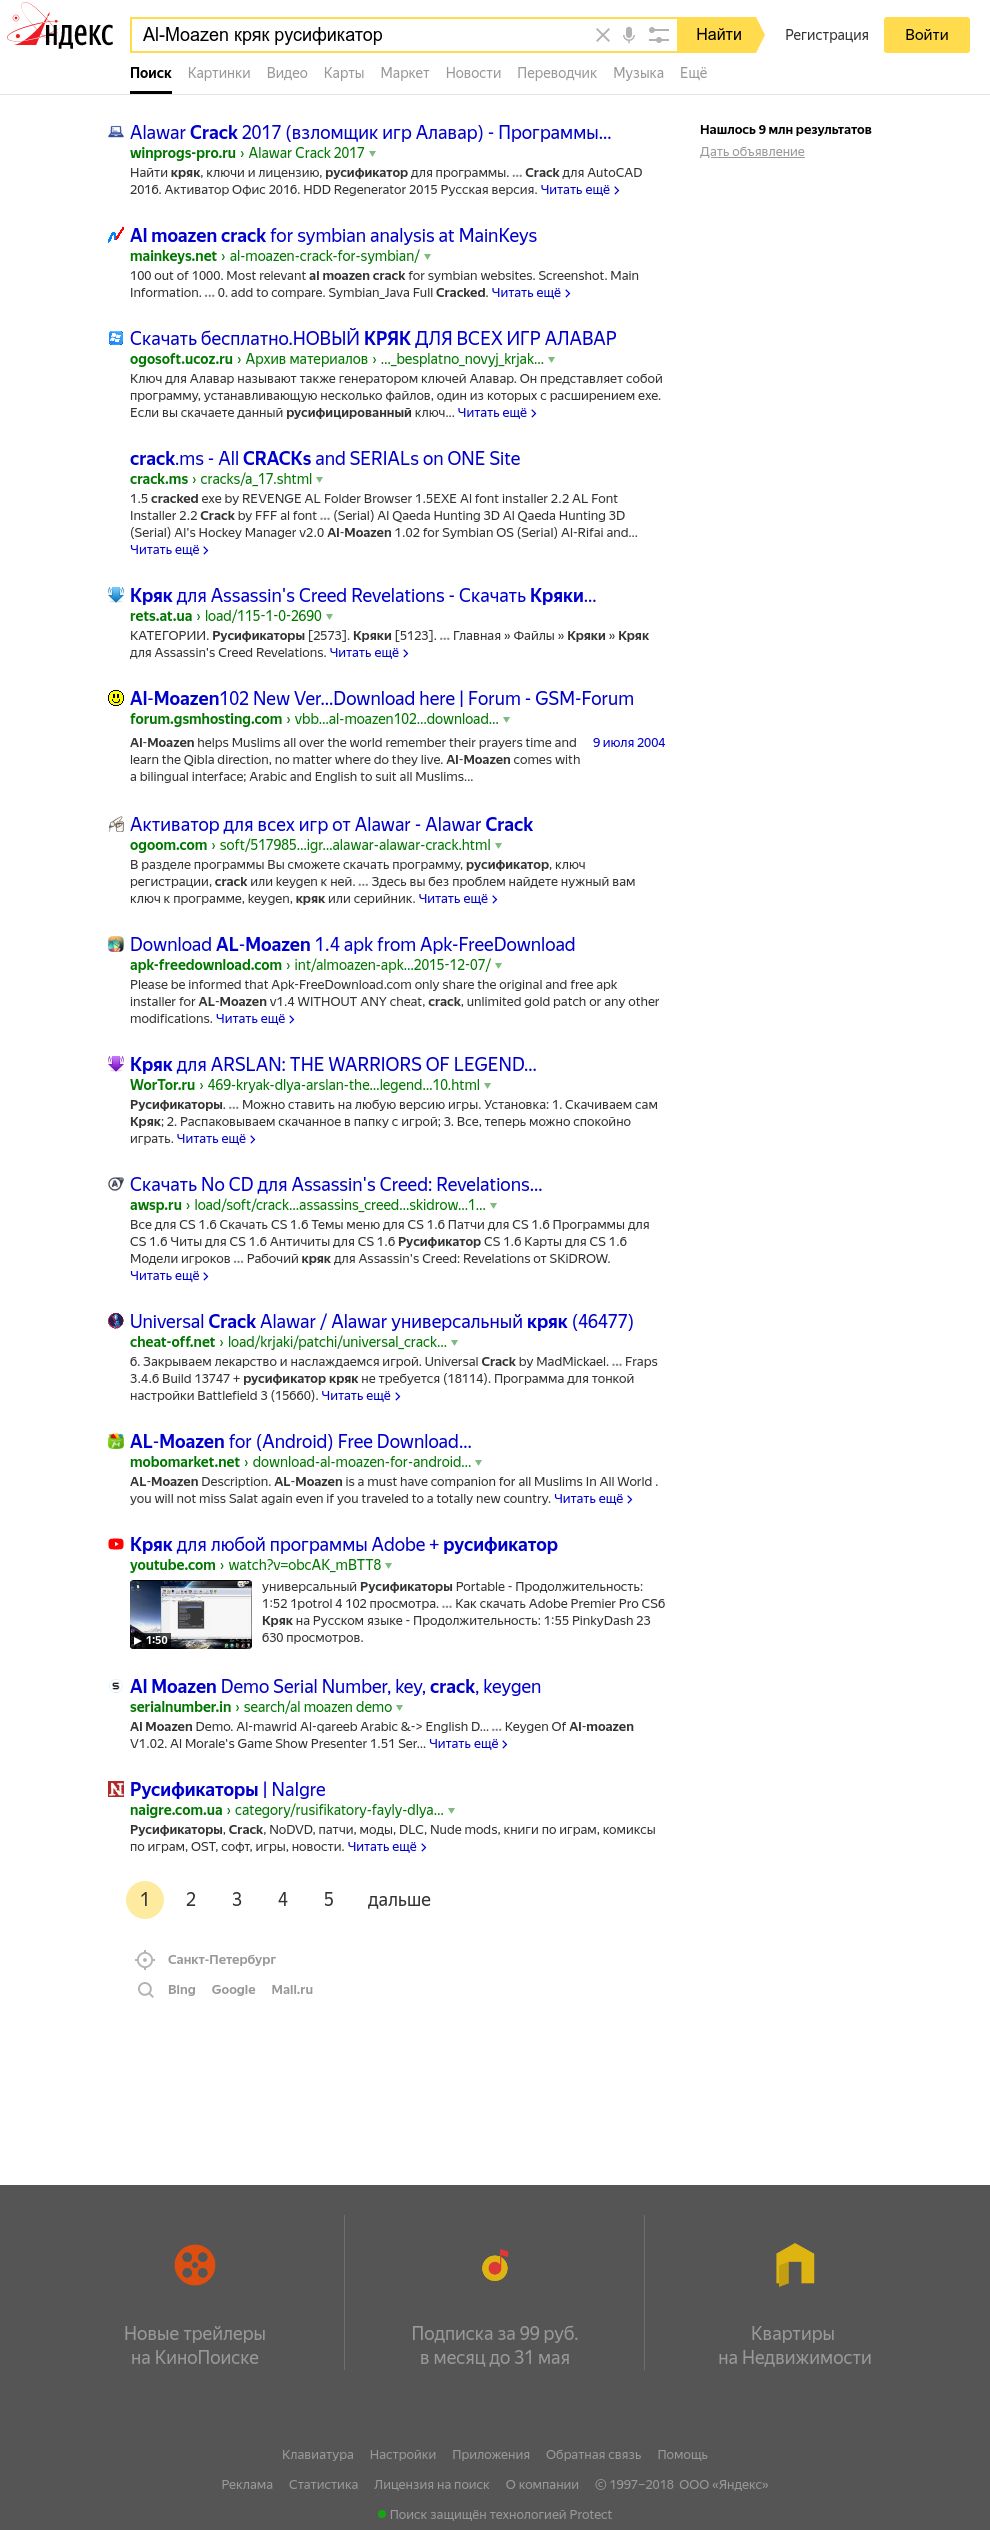 Яндекс
Al-Moazen кряк русификатор
Найти
Регистрация
Войти
Поиск Картинки Видео Карты Маркет Новости Переводчик Музыка Ещё
Нашлось 9 млн результатов
Дать объявление
Alawar Crack 2017 (взломщик игр Алавар) - Программы...
winprogs-pro.ru › Alawar Crack 2017
Найти кряк, ключи и лицензию, русификатор для программы. ... Crack для AutoCAD
2016. Активатор Офис 2016. HDD Regenerator 2015 Русская версия. Читать ещё
Al moazen crack for symbian analysis at MainKeys
mainkeys.net › al-moazen-crack-for-symbian/
100 out of 1000. Most relevant al moazen crack for symbian websites. Screenshot. Main
Information. ... 0. add to compare. Symbian_Java Full Cracked. Читать ещё
Скачать бесплатно.НОВЫЙ КРЯК ДЛЯ ВСЕХ ИГР АЛАВАР
ogosoft.ucoz.ru › Архив материалов › ..._besplatno_novyj_krjak...
Ключ для Алавар называют также генератором ключей Алавар. Он представляет собой
программу, устанавливающую несколько файлов, один из которых с расширением exe.
Если вы скачаете данный русифицированный ключ... Читать ещё
crack.ms - All CRACKs and SERIALs on ONE Site
crack.ms › cracks/a_17.shtml
1.5 cracked exe by REVENGE AL Folder Browser 1.5EXE Al font installer 2.2 AL Font
Installer 2.2 Crack by FFF al font ... (Serial) Al Qaeda Hunting 3D Al Qaeda Hunting 3D
(Serial) Al's Hockey Manager v2.0 Al-Moazen 1.02 for Symbian OS (Serial) Al-Rifai and...
Читать ещё
Кряк для Assassin's Creed Revelations - Скачать Кряки...
rets.at.ua › load/115-1-0-2690
КАТЕГОРИИ. Русификаторы [2573]. Кряки [5123]. ... Главная » Файлы » Кряки » Кряк
для Assassin's Creed Revelations. Читать ещё
Al-Moazen102 New Ver...Download here | Forum - GSM-Forum
forum.gsmhosting.com › vbb...al-moazen102...download...
Al-Moazen helps Muslims all over the world remember their prayers time and
9 июля 2004
learn the Qibla direction, no matter where do they live. Al-Moazen comes with
a bilingual interface; Arabic and English to suit all Muslims...
Активатор для всех игр от Alawar - Alawar Crack
ogoom.com › soft/517985...igr...alawar-alawar-crack.html
В разделе программы Вы сможете скачать программу, русификатор, ключ
регистрации, crack или keygen к ней. ... Здесь вы без проблем найдете нужный вам
ключ к программе, keygen, кряк или серийник. Читать ещё
Download AL-Moazen 1.4 apk from Apk-FreeDownload
apk-freedownload.com › int/almoazen-apk...2015-12-07/
Please be informed that Apk-FreeDownload.com only share the original and free apk
installer for AL-Moazen v1.4 WITHOUT ANY cheat, crack, unlimited gold patch or any other
modifications. Читать ещё
Кряк для ARSLAN: THE WARRIORS OF LEGEND...
WorTor.ru › 469-kryak-dlya-arslan-the...legend...10.html
Русификаторы. ... Можно ставить на любую версию игры. Установка: 1. Скачиваем сам
Кряк; 2. Распаковываем скачанное в папку с игрой; 3. Все, теперь можно спокойно
играть. Читать ещё
Скачать No CD для Assassin's Creed: Revelations...
awsp.ru › load/soft/crack...assassins_creed...skidrow...1...
Все для CS 1.6 Скачать CS 1.6 Темы меню для CS 1.6 Патчи для CS 1.6 Программы для
CS 1.6 Читы для CS 1.6 Античиты для CS 1.6 Русификатор CS 1.6 Карты для CS 1.6
Модели игроков ... Рабочий кряк для Assassin's Creed: Revelations от SKiDROW.
Читать ещё
Universal Crack Alawar / Alawar универсальный кряк (46477)
cheat-off.net › load/krjaki/patchi/universal_crack...
6. Закрываем лекарство и наслаждаемся игрой. Universal Crack by MadMickael. ... Fraps
3.4.6 Build 13747 + русификатор кряк не требуется (18114). Программа для тонкой
настройки Battlefield 3 (15660). Читать ещё
AL-Moazen for (Android) Free Download...
mobomarket.net › download-al-moazen-for-android...
AL-Moazen Description. AL-Moazen is a must have companion for all Muslims In All World .
you will not miss Salat again even if you traveled to a totally new country. Читать ещё
Кряк для любой программы Adobe + русификатор
youtube.com › watch?v=obcAK_mBTT8
1:50
универсальный Русификаторы Portable - Продолжительность:
1:52 1potrol 4 102 просмотра. ... Как скачать Adobe Premier Pro CS6
Кряк на Русском языке - Продолжительность: 1:55 PinkyDash 23
630 просмотров.
Al Moazen Demo Serial Number, key, crack, keygen
serialnumber.in › search/al moazen demo
Al Moazen Demo. Al-mawrid Al-qareeb Arabic &-> English D... ... Keygen Of Al-moazen
V1.02. Al Morale's Game Show Presenter 1.51 Ser... Читать ещё
Русификаторы | NaIgre
naigre.com.ua › category/rusifikatory-fayly-dlya...
Русификаторы, Crack, NoDVD, патчи, моды, DLC, Nude mods, книги по играм, комиксы
по играм, OST, софт, игры, новости. Читать ещё
1 2 3 4 5 дальше
Санкт-Петербург
Bing Google Mail.ru
Новые трейлеры
на КиноПоиске
Подписка за 99 руб.
в месяц до 31 мая
Квартиры
на Недвижимости
Клавиатура Настройки Приложения Обратная связь Помощь
Реклама Статистика Лицензия на поиск О компании © 1997–2018 ООО «Яндекс»
Поиск защищён технологией Protect